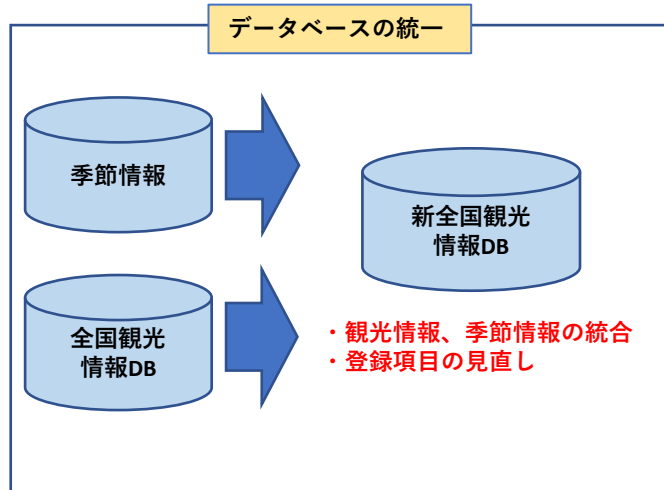 データベースの統一
季節情報
新全国観光
情報DB
全国観光
情報DB
・観光情報、季節情報の統合
・登録項目の見直し